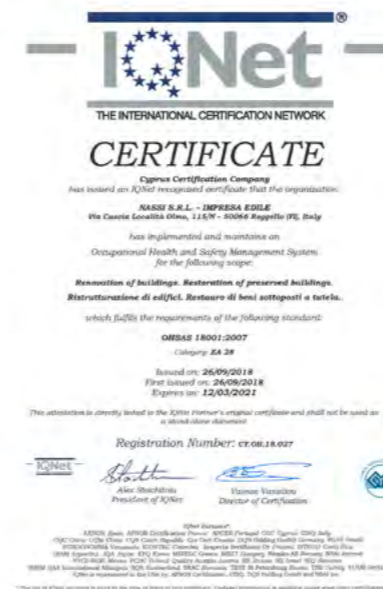 IQNet
®
THE INTERNATIONAL CERTIFICATION NETWORK
CERTIFICATE
Cyprus Certification Company
has issued an IQNet recognized certificate that the organization:
NASSI S.R.L. - IMPRESA EDILE
Via Cascia Località Olmo, 115/N - 50066 Reggello (FI), Italy
has implemented and maintains an
Occupational Health and Safety Management System
for the following scope:
Renovation of buildings. Restoration of preserved buildings.
Ristrutturazione di edifici. Restauro di beni sottoposti a tutela.
which fulfils the requirements of the following standard:
OHSAS 18001:2007
Category: EA 28
Issued on: 26/09/2018
First issued on: 26/09/2018
Expires on: 12/03/2021
This attestation is directly linked to the IQNet Partner's original certificate and shall not be used as
a stand-alone document
Registration Number: CY.OH.18.027
IQNet
Alex Stoichitoiu
President of IQNet
Director of Certification
IQNet Partners*: